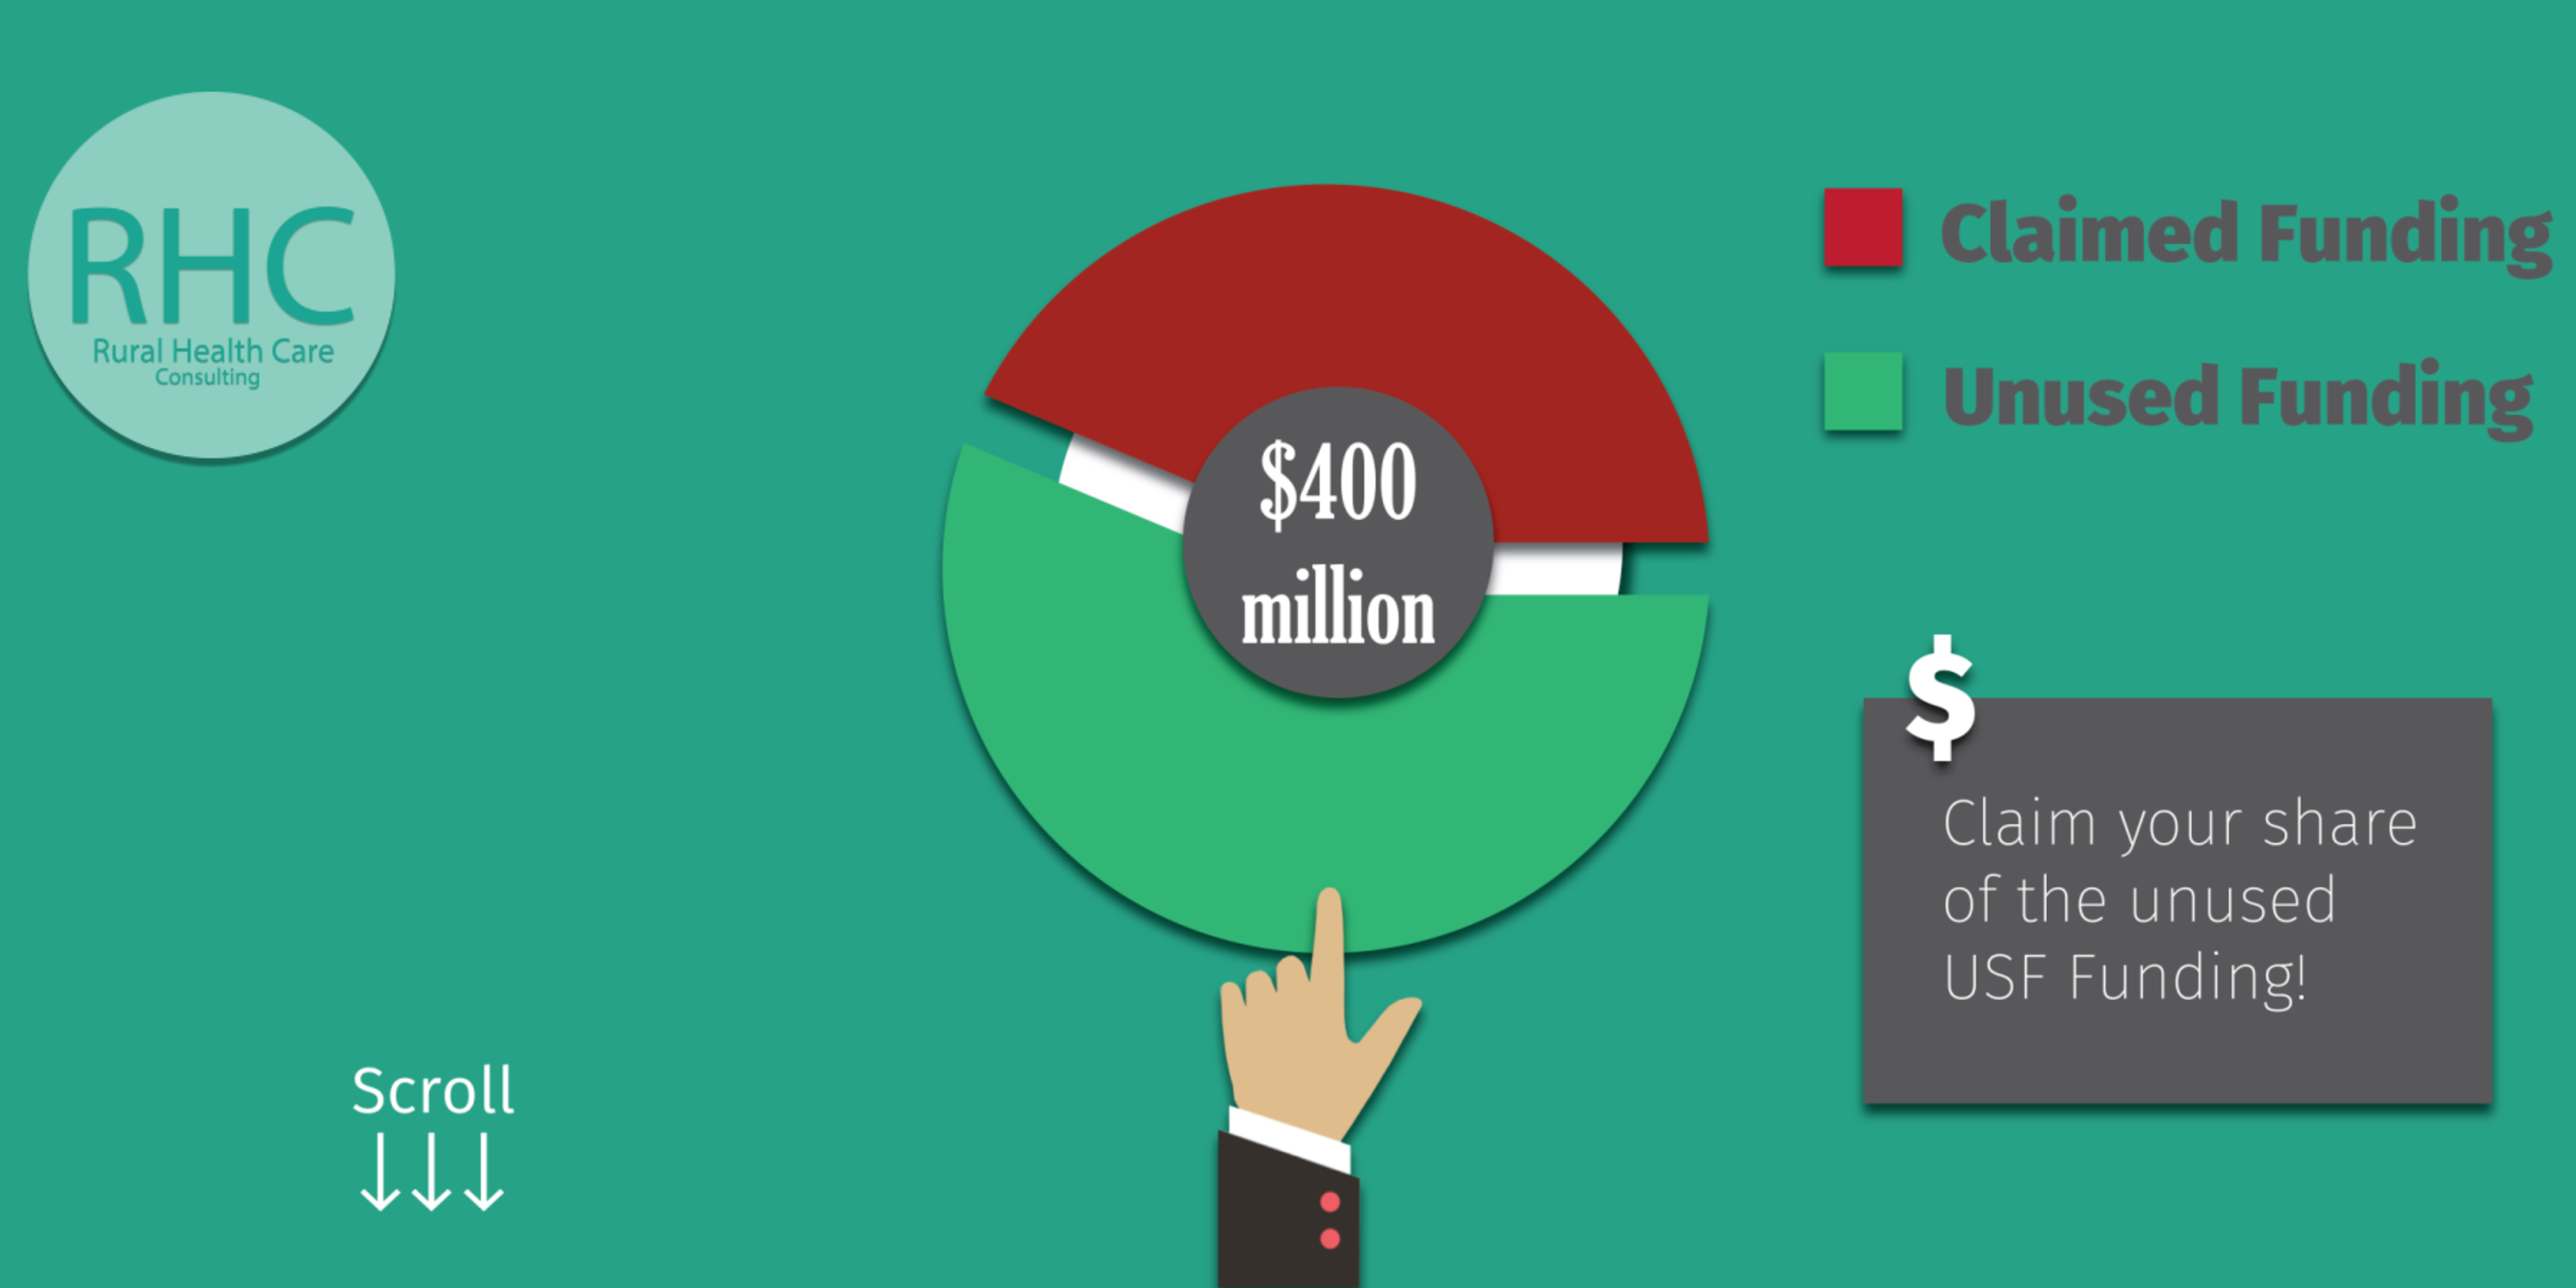 RHC
Rural Health Care
Consulting
$400
million
Claimed Funding
Unused Funding
$
Claim your share
of the unused
USF Funding!
Scroll
↓↓↓